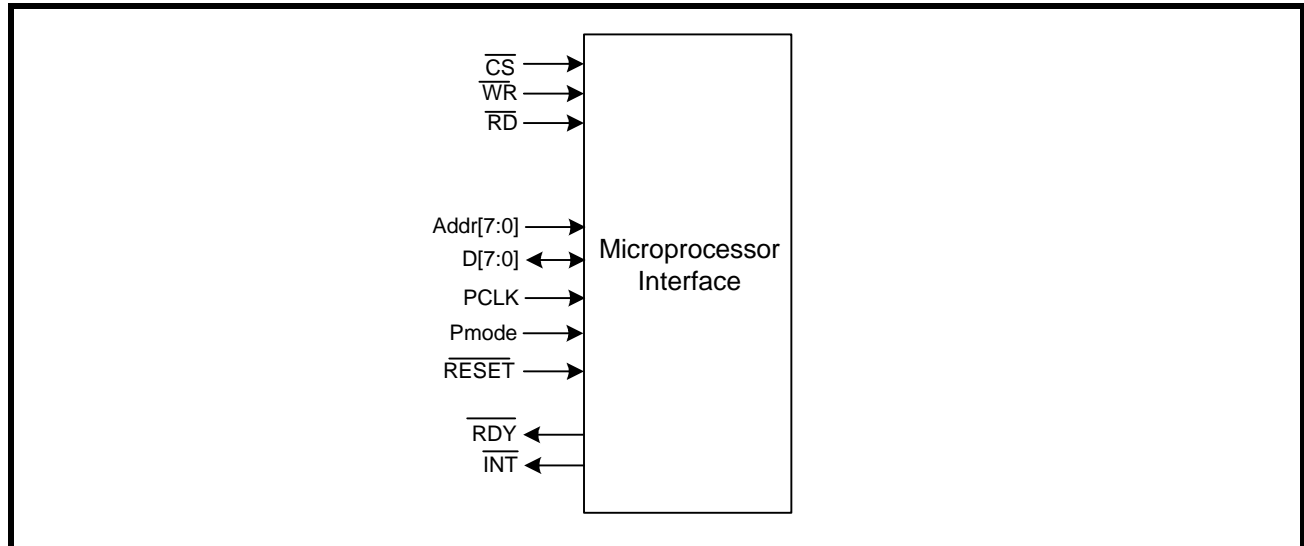 CS
WR
RD
Addr[7:0]
D[7:0]
PCLK
Pmode
RESET
RDY
INT
Microprocessor
Interface